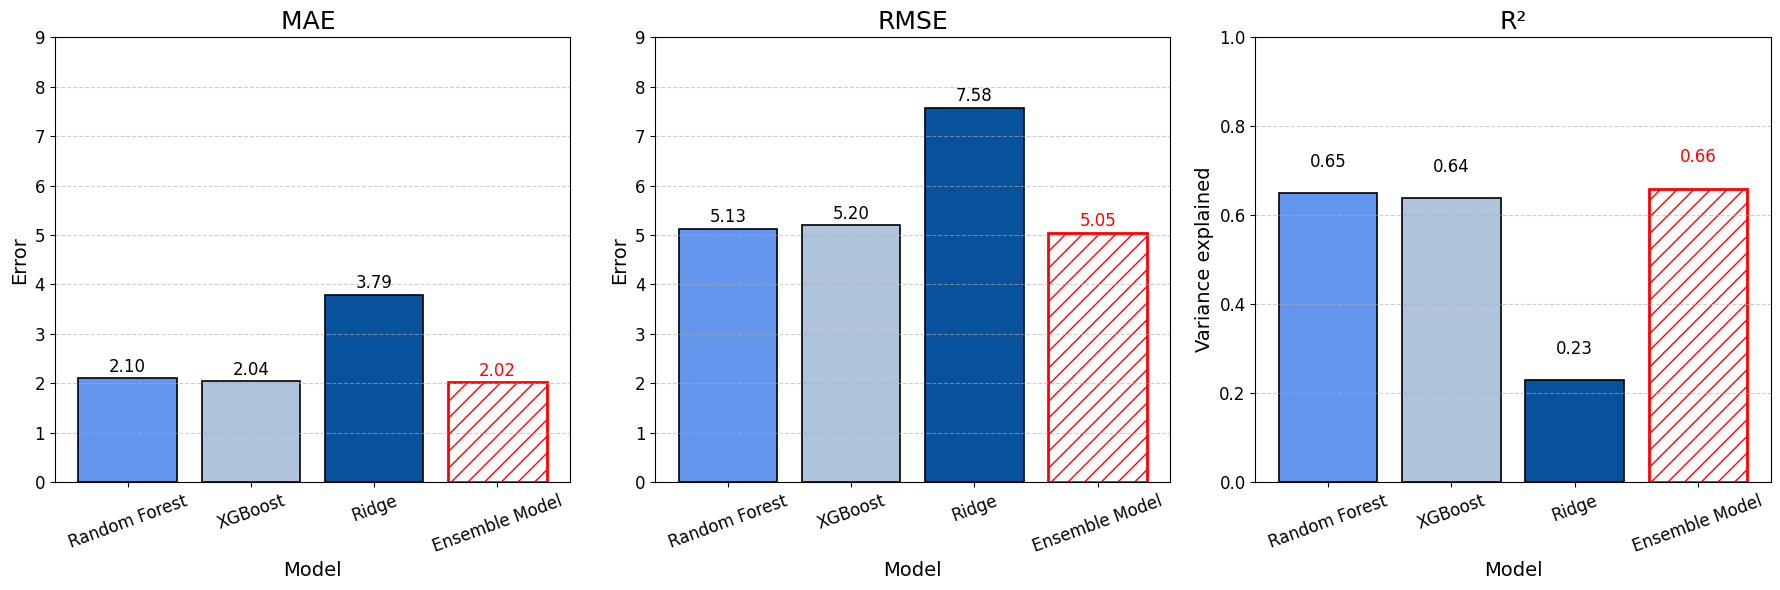 MAE
9
8
7
6
5
4
3
2
1
0
Error
2.10
2.04
3.79
2.02
Random Forest
XGBoost
Ridge
Ensemble Model
Model
RMSE
9
8
7
6
5
4
3
2
1
0
Error
5.13
5.20
7.58
5.05
Random Forest
XGBoost
Ridge
Ensemble Model
Model
R²
1.0
0.8
0.6
0.4
0.2
0.0
Variance explained
0.65
0.64
0.23
0.66
Random Forest
XGBoost
Ridge
Ensemble Model
Model